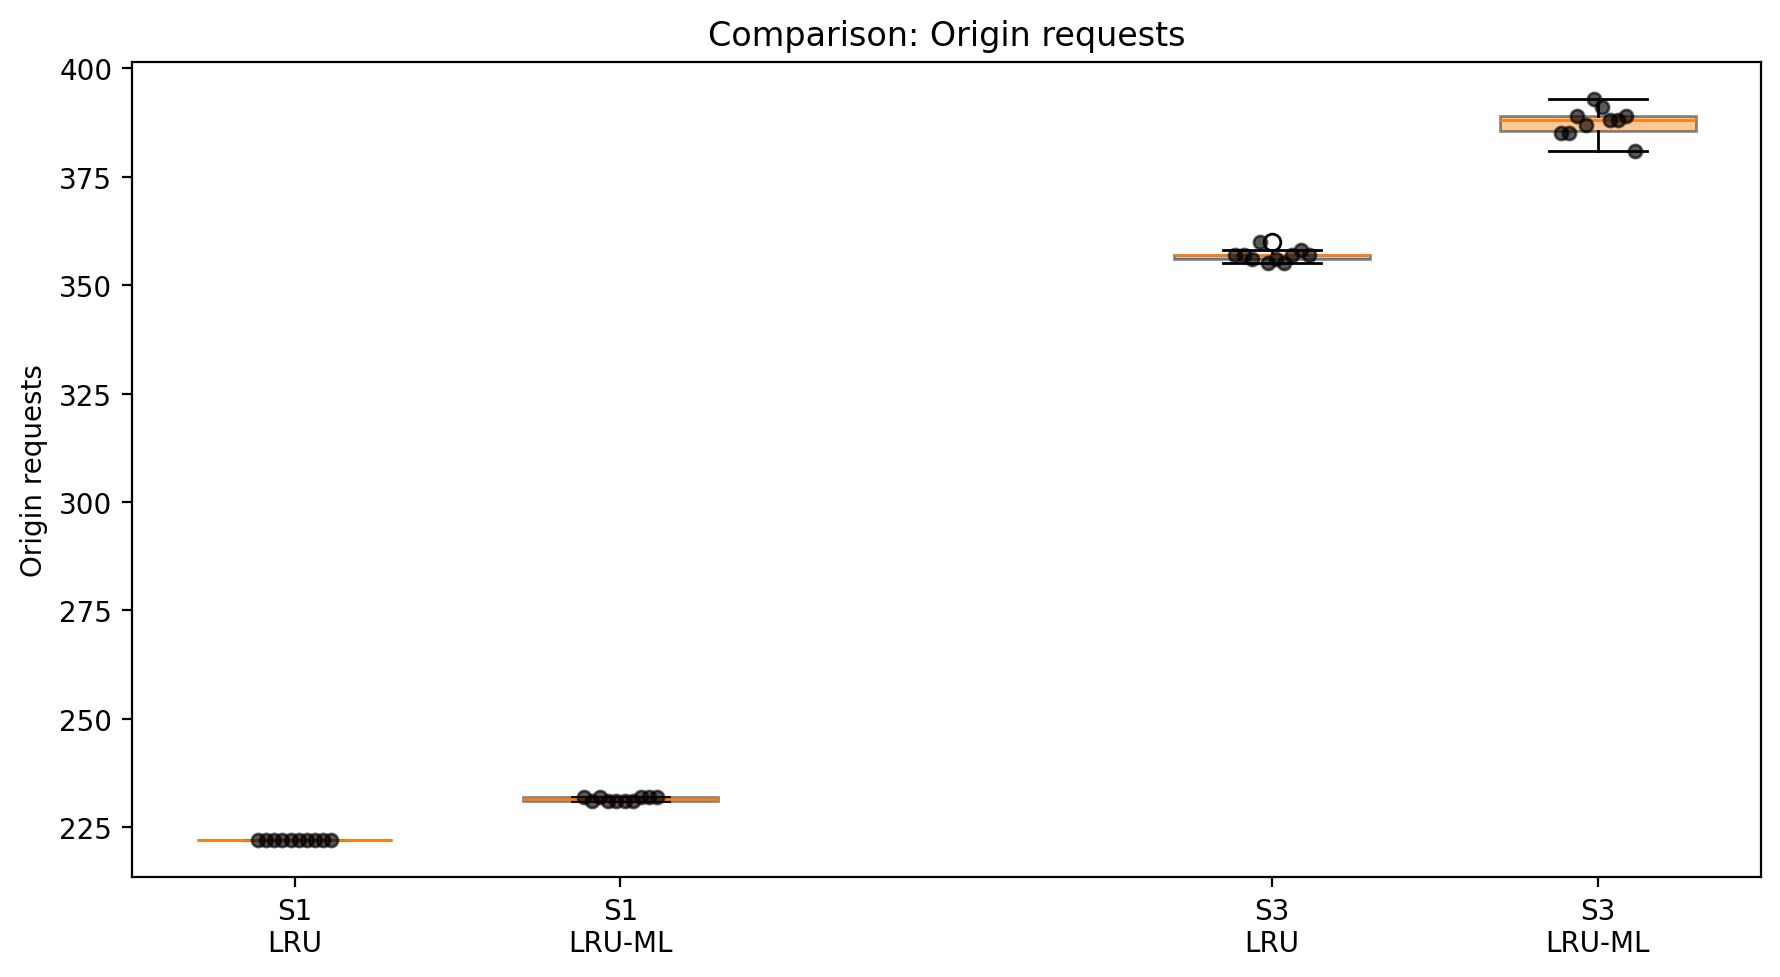 Comparison: Origin requests
Origin requests
400
375
350
325
300
275
250
225
S1
LRU
S1
LRU-ML
S3
LRU
S3
LRU-ML